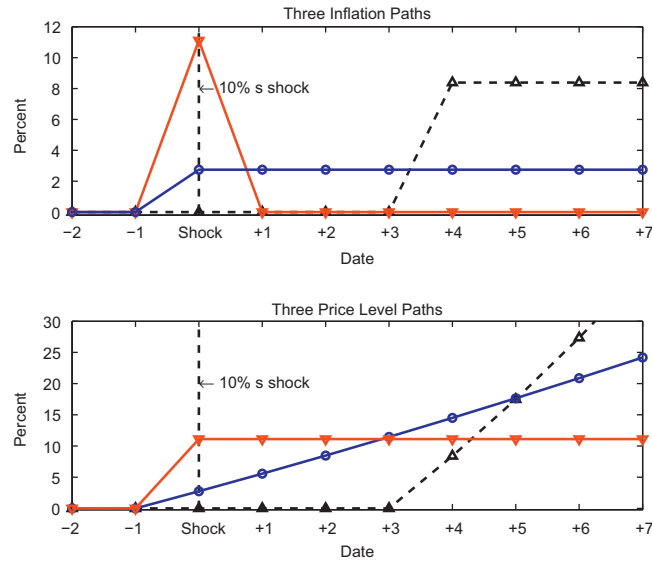 Three Inflation Paths
12
10
8
6
4
2
0
Percent
← 10% s shock
−2 −1 Shock +1 +2 +3 +4 +5 +6 +7
Date
Three Price Level Paths
30
25
20
15
10
5
0
Percent
← 10% s shock
−2 −1 Shock +1 +2 +3 +4 +5 +6 +7
Date